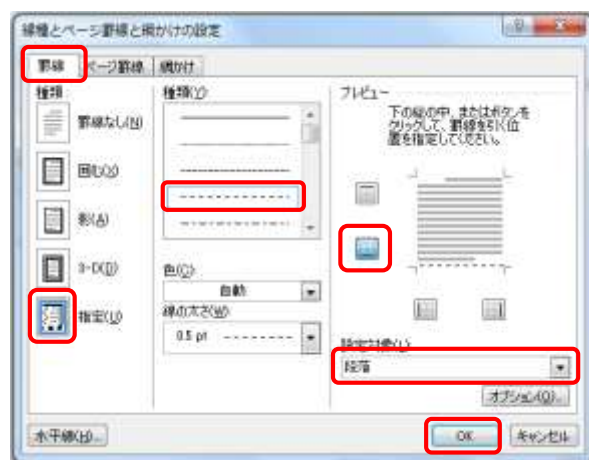 線種とページ罫線と網かけの設定
罫線
ページ罫線
網かけ
種類
罫線なし(N)
囲む(X)
影(A)
3-D(D)
指定(U)
種類(Y)
色(C)
自動
線の太さ(W)
0.5 pt
プレビュー
下の絵の中、またはボタンを
クリックして、罫線を引く位
置を指定してください。
設定対象(L)
段落
オプション(O)...
水平線(H)...
OK
キャンセル